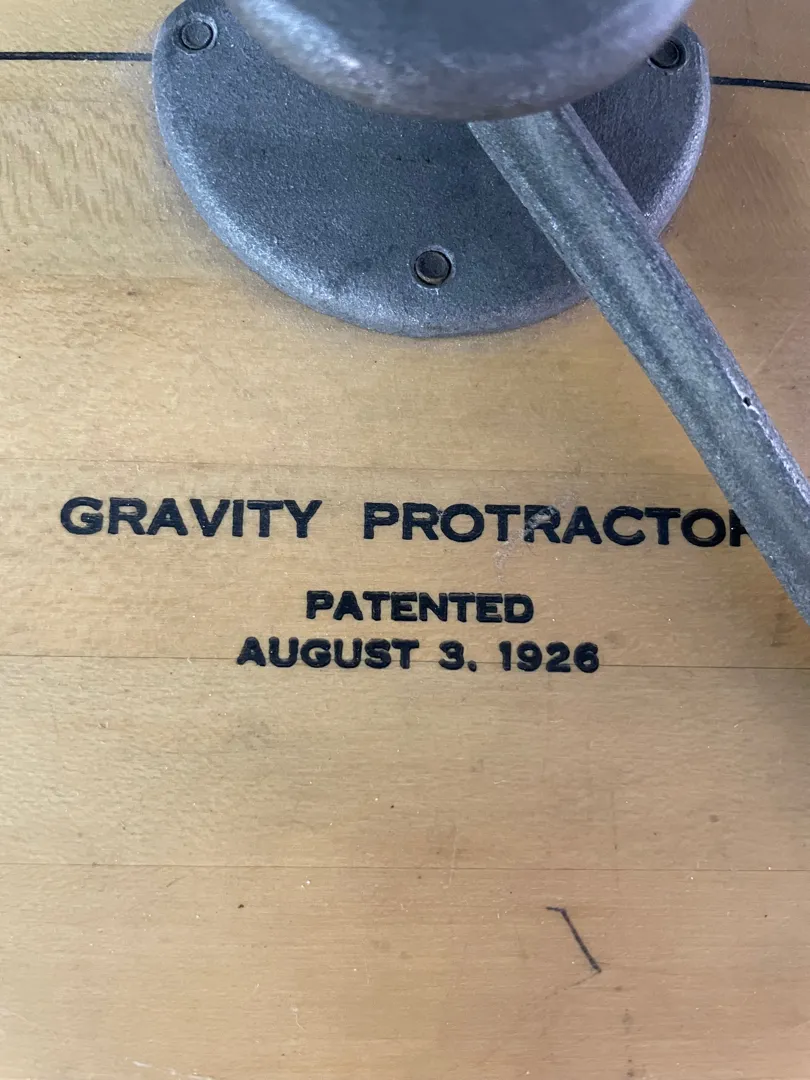 GRAVITY PROTRACTOR
PATENTED
AUGUST 3, 1926